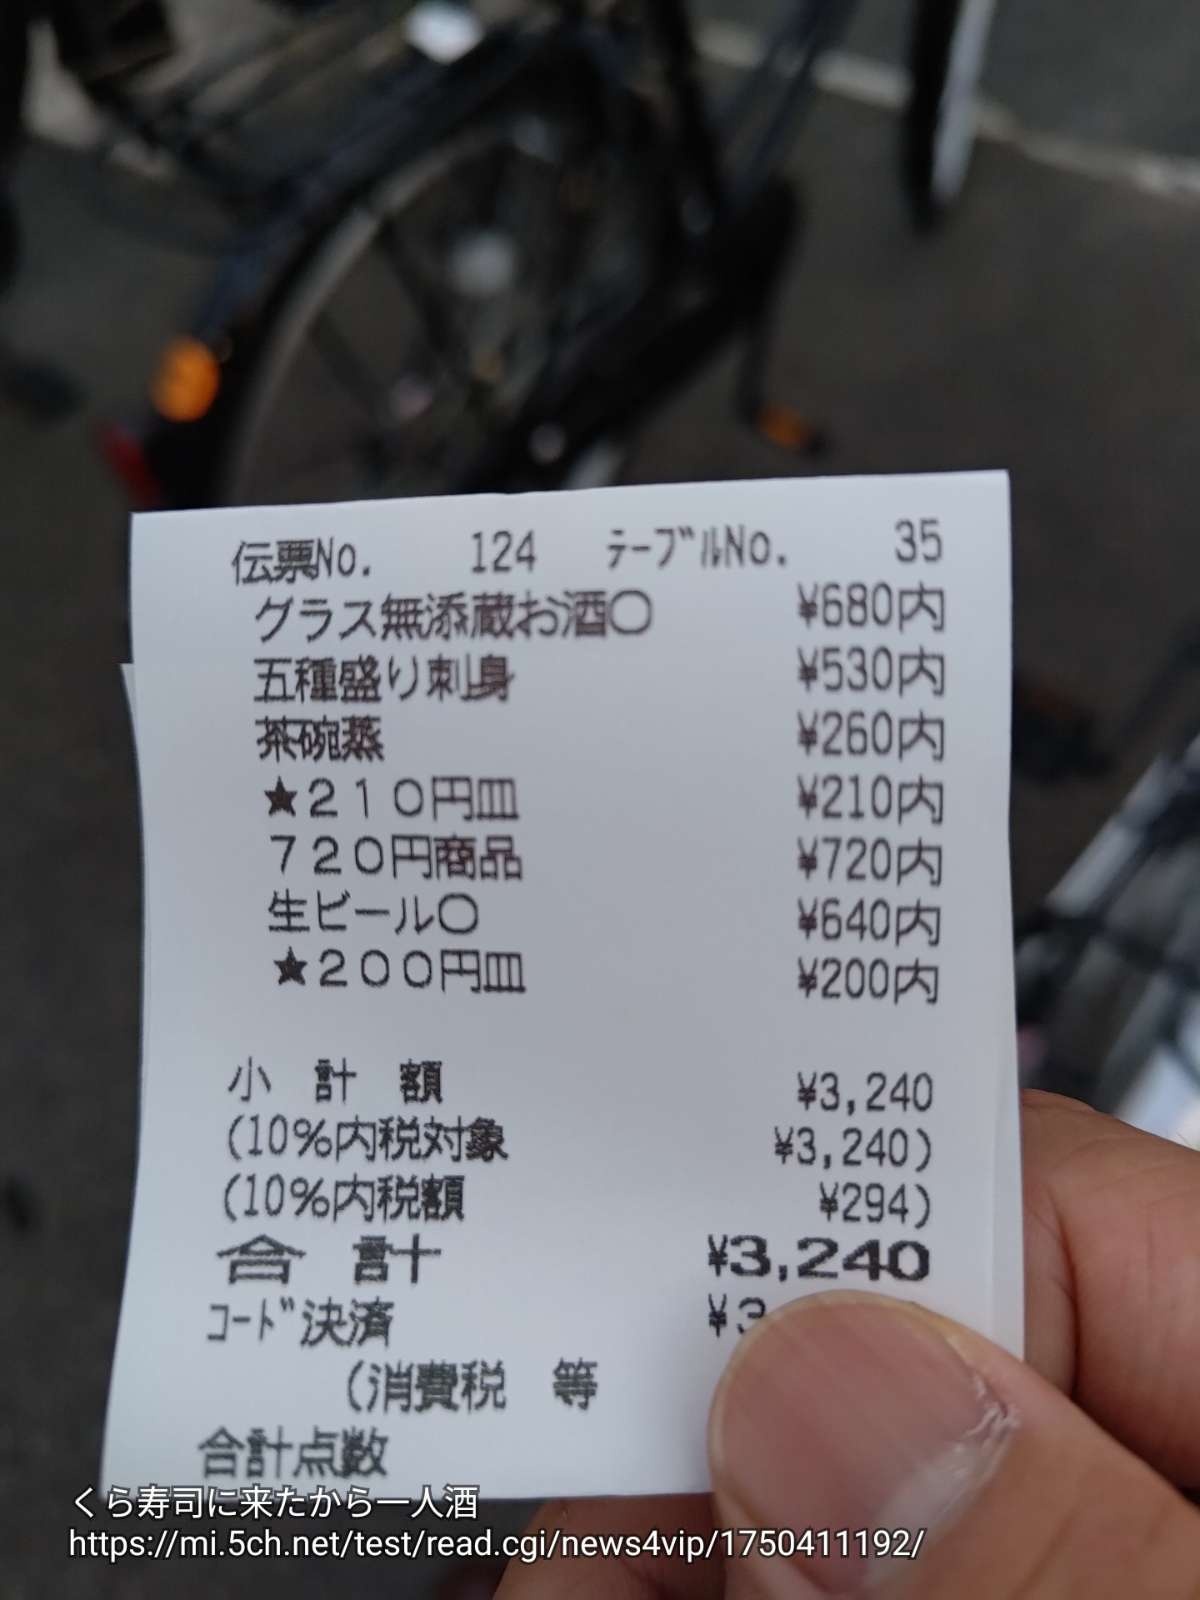 伝票No. 124 テーブルNo. 35
グラス無添蔵お酒〇 ¥680内
五種盛り刺身 ¥530内
茶碗蒸 ¥260内
★210円皿 ¥210内
720円商品 ¥720内
生ビール〇 ¥640内
★200円皿 ¥200内
小 計 額 ¥3,240
(10%内税対象 ¥3,240)
(10%内税額 ¥294)
合 計 ¥3,240
コード決済 ¥3
(消費税 等
合計点数
くら寿司に来たから一人酒
https://mi.5ch.net/test/read.cgi/news4vip/1750411192/